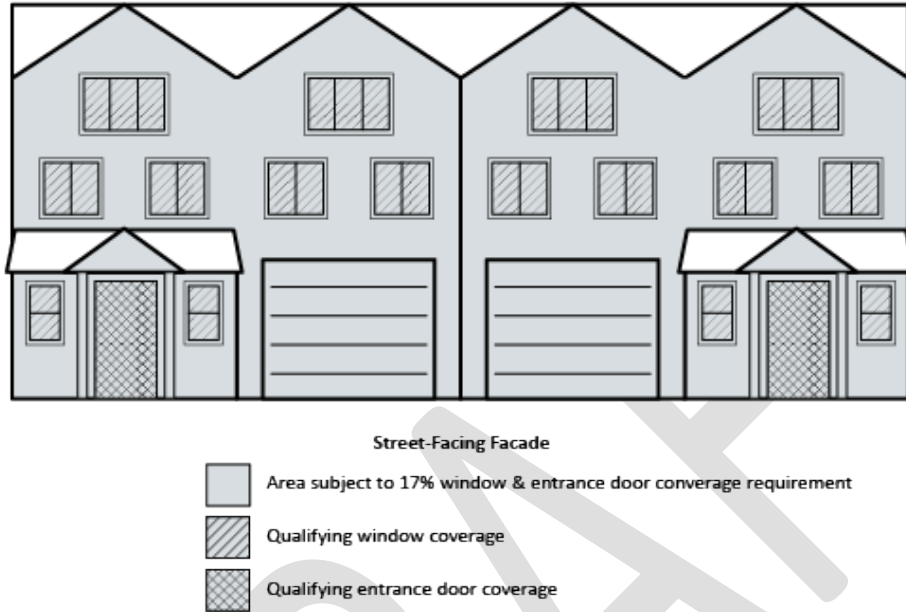 Street-Facing Facade
Area subject to 17% window & entrance door converage requirement
Qualifying window coverage
Qualifying entrance door coverage